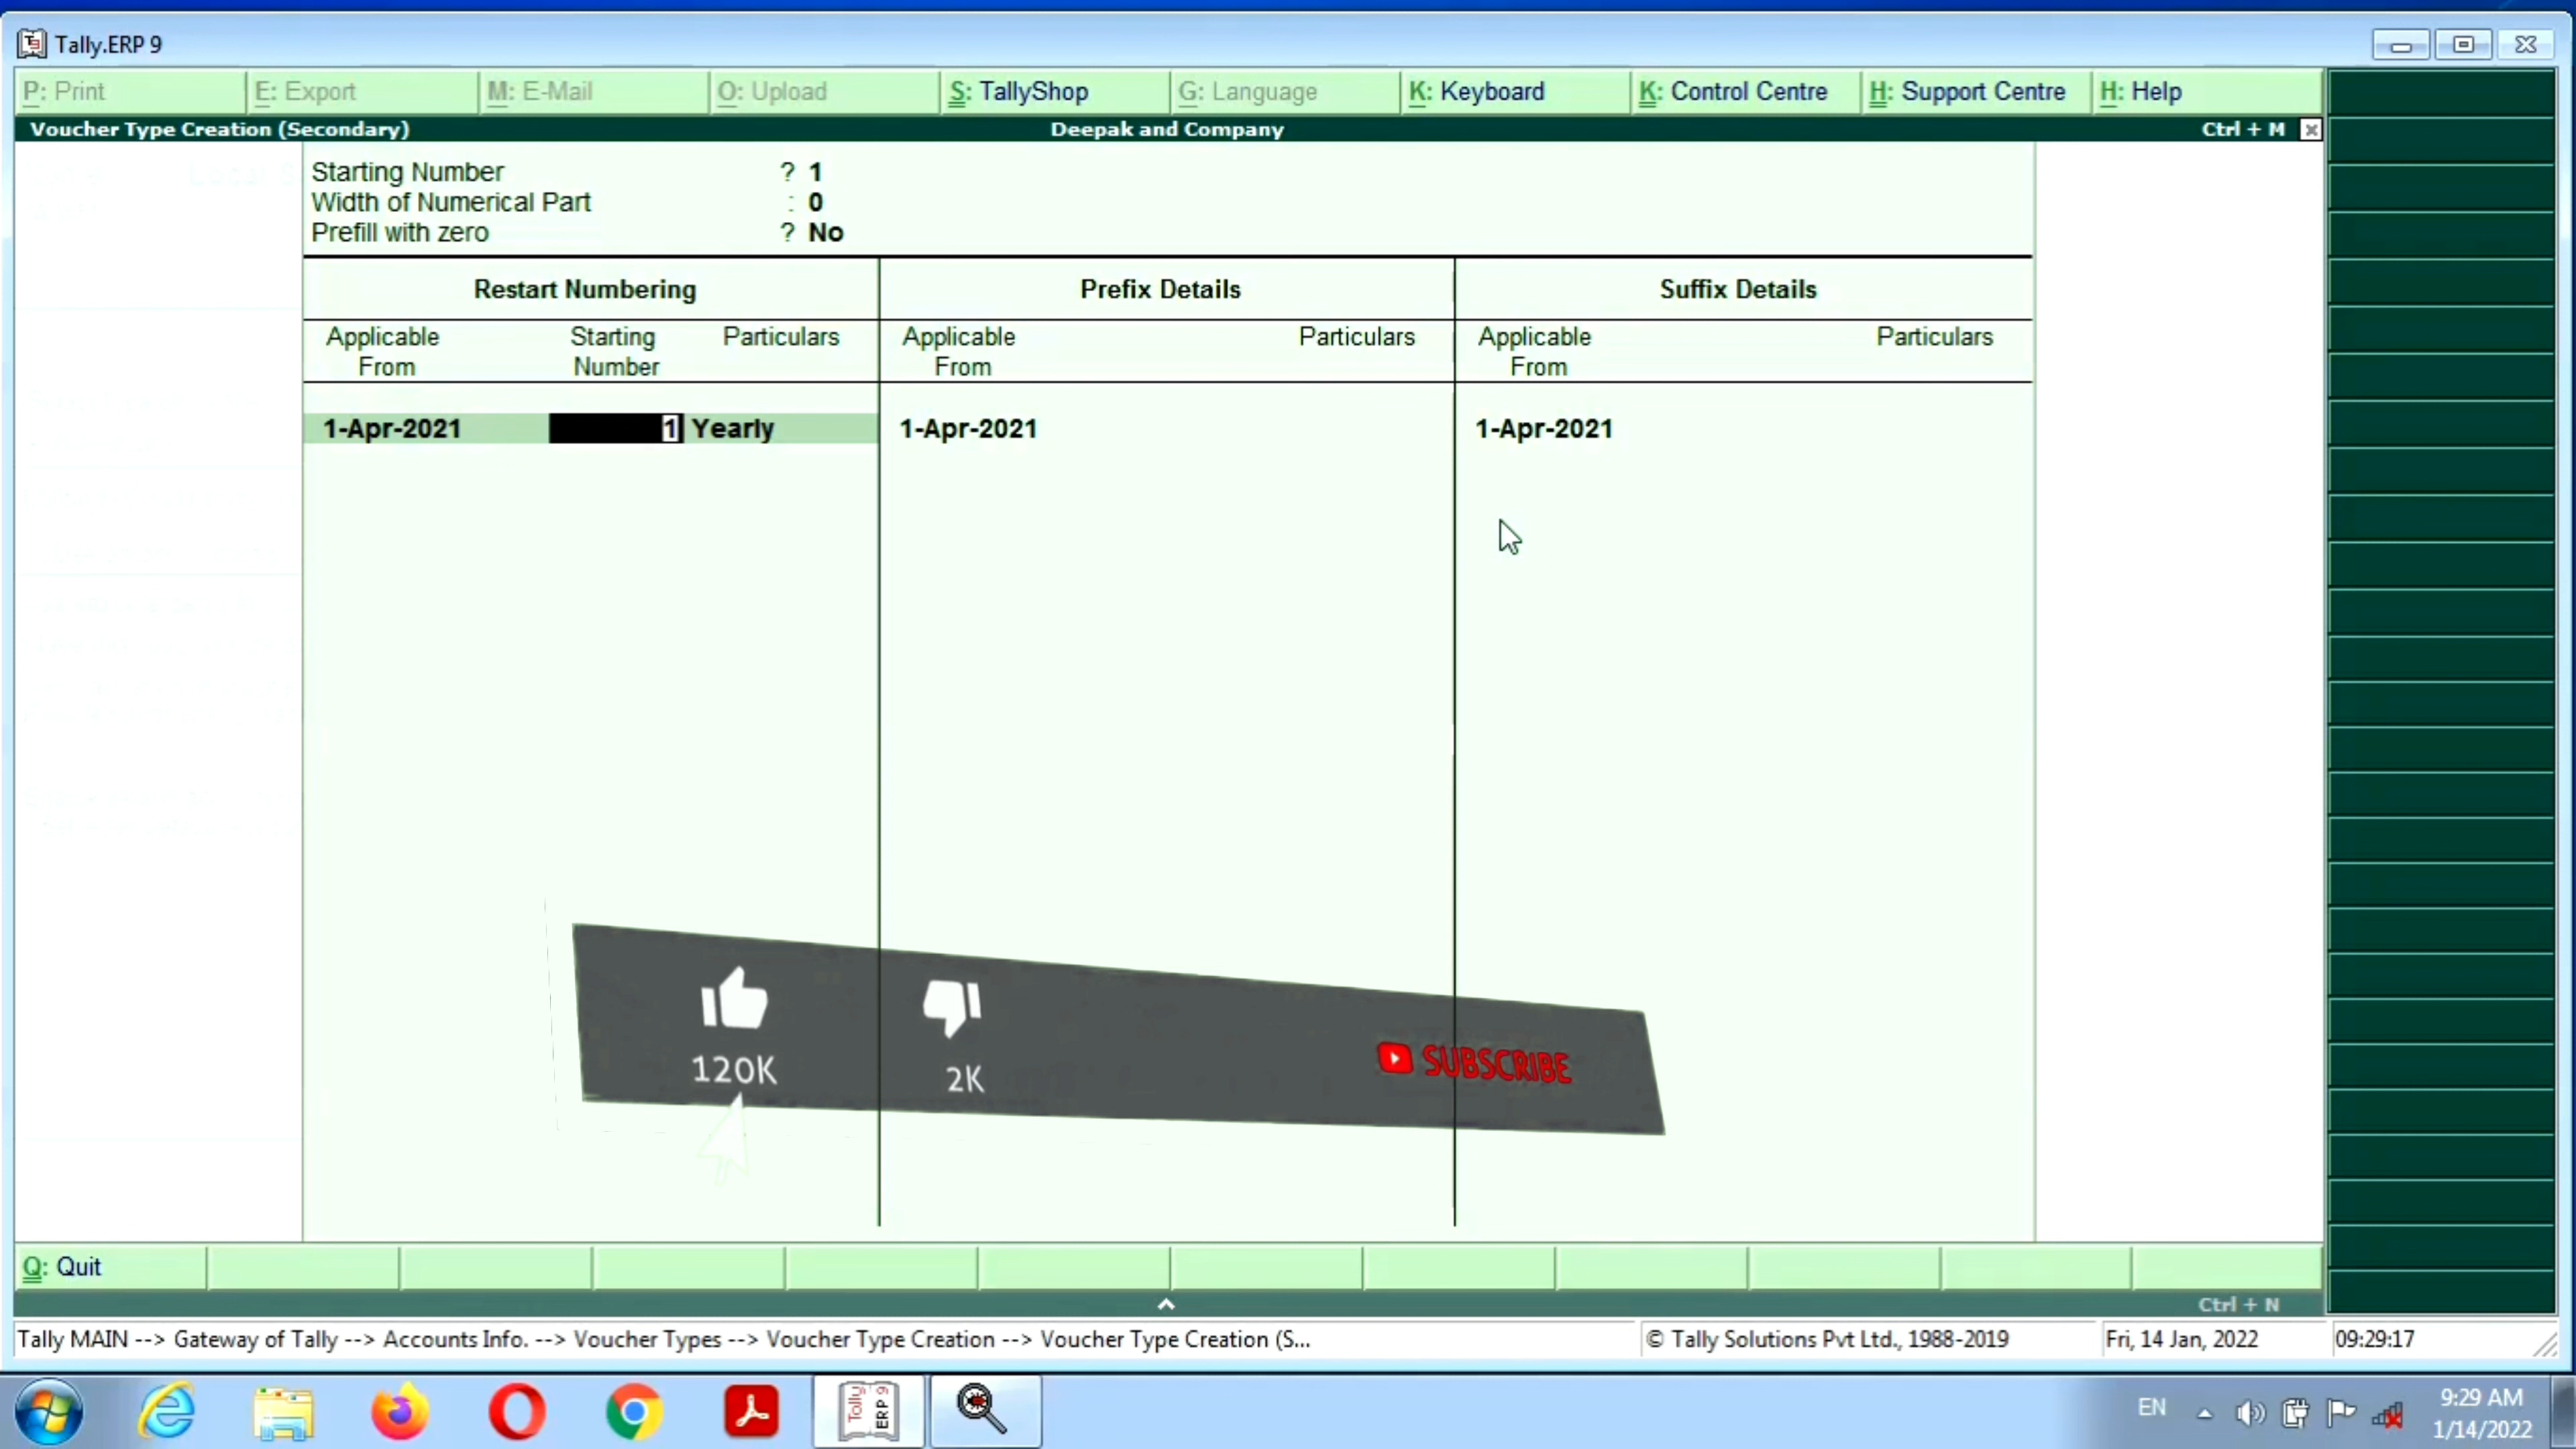 Tally.ERP 9
P: Print E: Export M: E-Mail O: Upload S: TallyShop G: Language K: Keyboard K: Control Centre H: Support Centre H: Help
Voucher Type Creation (Secondary) Deepak and Company Ctrl + M
Starting Number ? 1
Width of Numerical Part : 0
Prefill with zero ? No
Restart Numbering Prefix Details Suffix Details
Applicable Starting Particulars Applicable Particulars Applicable Particulars
From Number From From
1-Apr-2021 1 Yearly 1-Apr-2021 1-Apr-2021
120K 2K SUBSCRIBE
Q: Quit
Ctrl + N
Tally MAIN --> Gateway of Tally --> Accounts Info. --> Voucher Types --> Voucher Type Creation --> Voucher Type Creation (S... © Tally Solutions Pvt Ltd., 1988-2019 Fri, 14 Jan, 2022 09:29:17
Tally ERP 9
EN 9:29 AM
1/14/2022